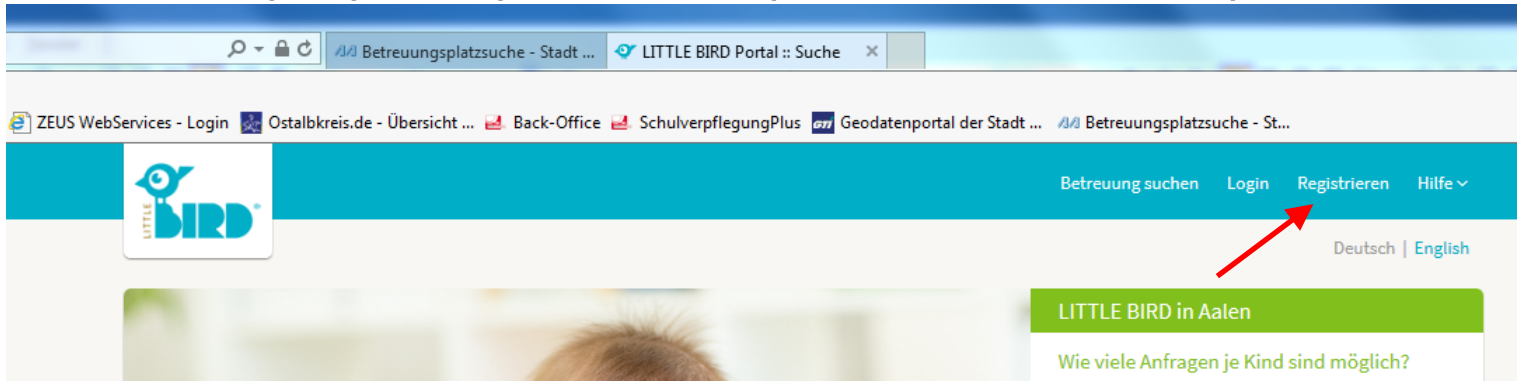 Betreuungsplatzsuche - Stadt ... LITTLE BIRD Portal :: Suche
ZEUS WebServices - Login Ostalbkreis.de - Übersicht ... Back-Office SchulverpflegungPlus GTI Geodatenportal der Stadt ... Betreuungsplatzsuche - St...
LITTLE BIRD
Betreuung suchen Login Registrieren Hilfe
Deutsch | English
LITTLE BIRD in Aalen
Wie viele Anfragen je Kind sind möglich?